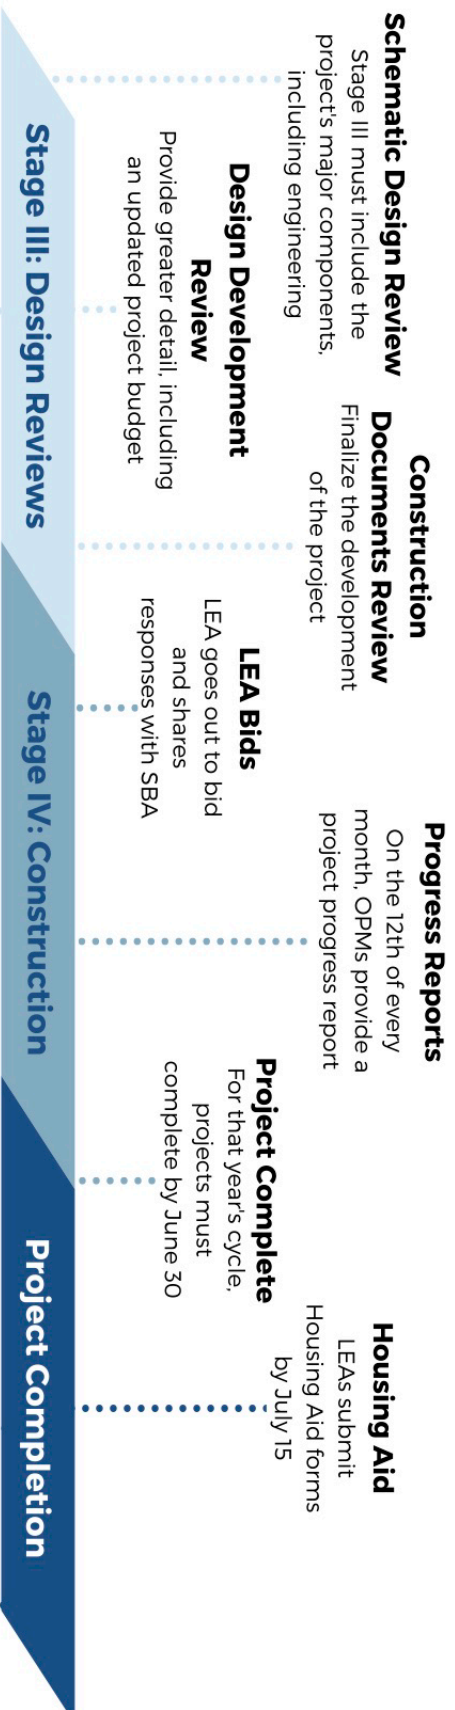 Schematic Design Review
Stage III must include the
project's major components,
including engineering
Design Development
Review
Provide greater detail, including
an updated project budget
Construction
Documents Review
Finalize the development
of the project
LEA Bids
LEA goes out to bid
and shares
responses with SBA
Progress Reports
On the 12th of every
month, OPMs provide a
project progress report
Project Complete
For that year's cycle,
projects must
complete by June 30
Housing Aid
LEAs submit
Housing Aid forms
by July 15
Stage III: Design Reviews
Stage IV: Construction
Project Completion